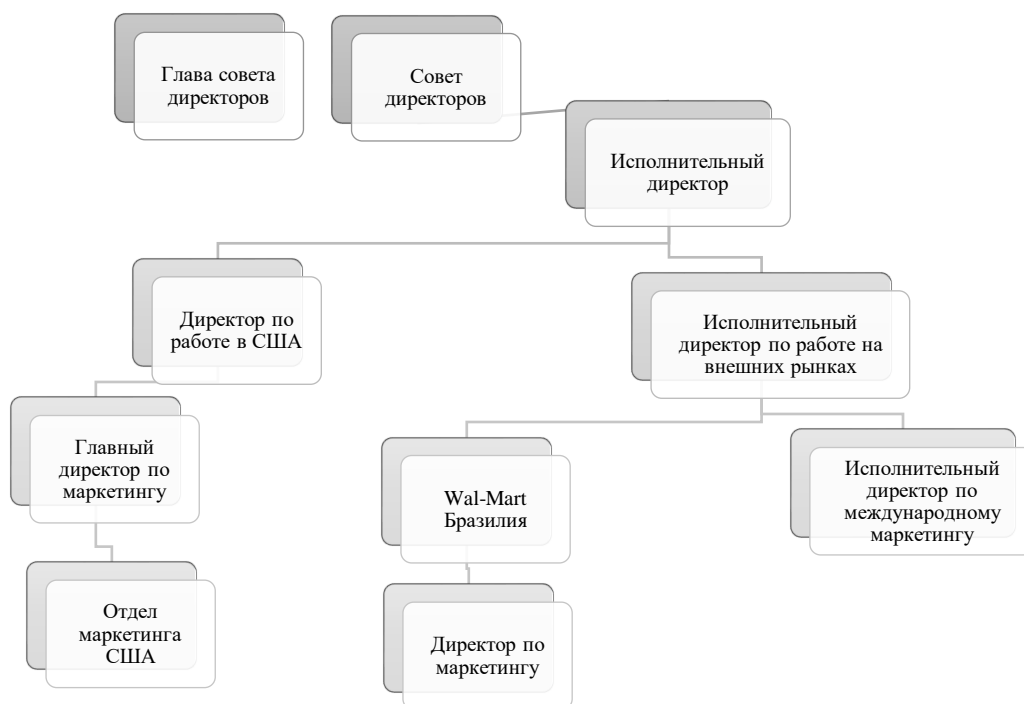 Глава совета
директоров
Совет
директоров
Исполнительный
директор
Директор по
работе в США
Исполнительный
директор по работе на
внешних рынках
Главный
директор по
маркетингу
Wal-Mart
Бразилия
Исполнительный
директор по
международному
маркетингу
Отдел
маркетинга
США
Директор по
маркетингу